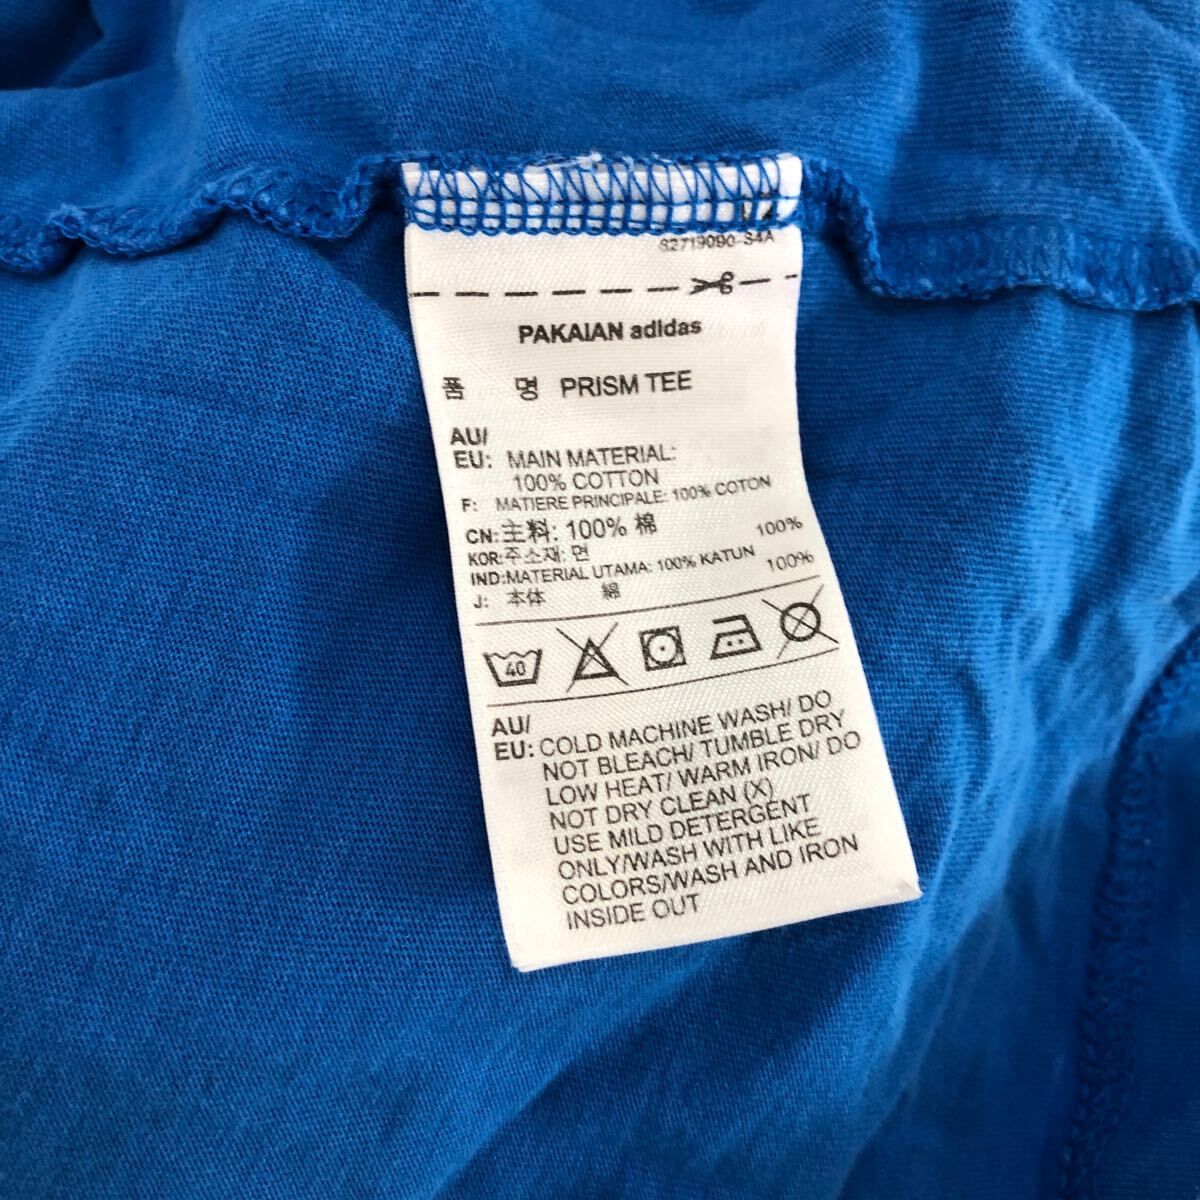 62719090-S4A
PAKAIAN adidas
품 명 PRISM TEE
AU/
EU: MAIN MATERIAL:
100% COTTON
F: MATIERE PRINCIPALE: 100% COTON
CN:主料: 100% 棉
KOR:주소재: 면 100%
IND:MATERIAL UTAMA: 100% KATUN
J: 本体 綿 100%
40
AU/
EU: COLD MACHINE WASH/ DO
NOT BLEACH/ TUMBLE DRY
LOW HEAT/ WARM IRON/ DO
NOT DRY CLEAN (X)
USE MILD DETERGENT
ONLY/WASH WITH LIKE
COLORS/WASH AND IRON
INSIDE OUT